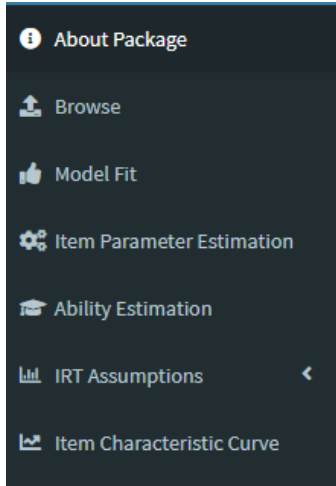 About Package
Browse
Model Fit
Item Parameter Estimation
Ability Estimation
IRT Assumptions
Item Characteristic Curve